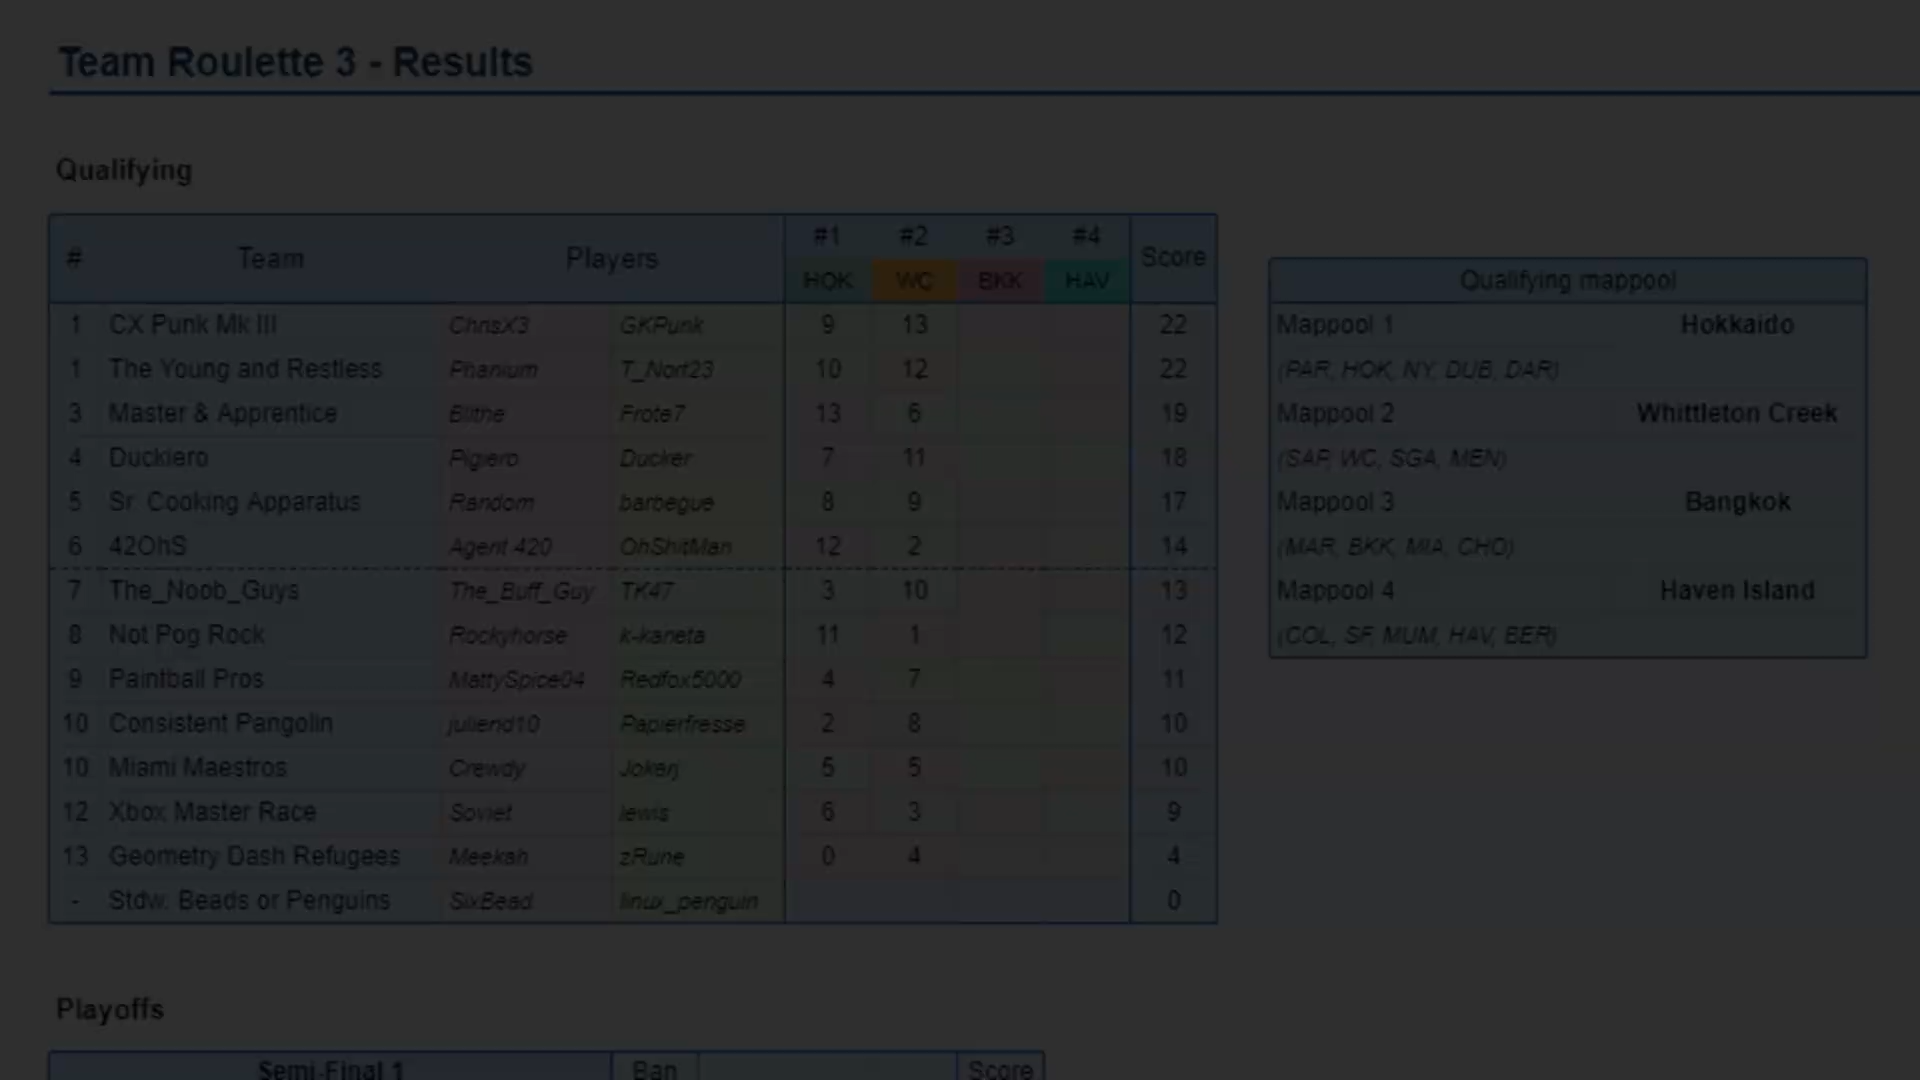 Team Roulette 3 - Results
Qualifying
# Team Players #1 #2 #3 #4 Score
HOK WC BKK HAV
1 CX Punk Mk III ChrisX3 GKPunk 9 13 22
1 The Young and Restless Phanium T_Nort23 10 12 22
3 Master & Apprentice Blithe Frote7 13 6 19
4 Duckiero Pigiero Ducker 7 11 18
5 Sr. Cooking Apparatus Random barbeque 8 9 17
6 42OhS Agent 420 OhShitMan 12 2 14
7 The_Noob_Guys The_Buff_Guy TK47 3 10 13
8 Not Pog Rock Rockyhorse k-kaneta 11 1 12
9 Paintball Pros MattySpice04 Redfox5000 4 7 11
10 Consistent Pangolin juliend10 Papierfresse 2 8 10
10 Miami Maestros Crewdy Jokerj 5 5 10
12 Xbox Master Race Soviet lewis 6 3 9
13 Geometry Dash Refugees Meekah zRune 0 4 4
- Stdw. Beads or Penguins SixBead linux_penguin 0
Qualifying mappool
Mappool 1 Hokkaido
(PAR, HOK, NY, DUB, DAR)
Mappool 2 Whittleton Creek
(SAP, WC, SGA, MEN)
Mappool 3 Bangkok
(MAR, BKK, MIA, CHO)
Mappool 4 Haven Island
(COL, SF, MUM, HAV, BER)
Playoffs
Semi-Final 1 Ban Score